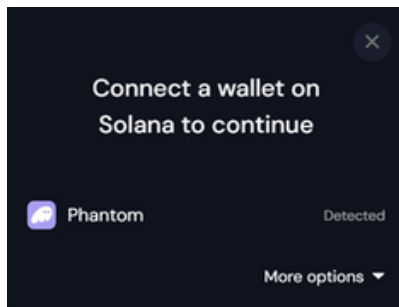 Connect a wallet on
Solana to continue
Phantom Detected
More options